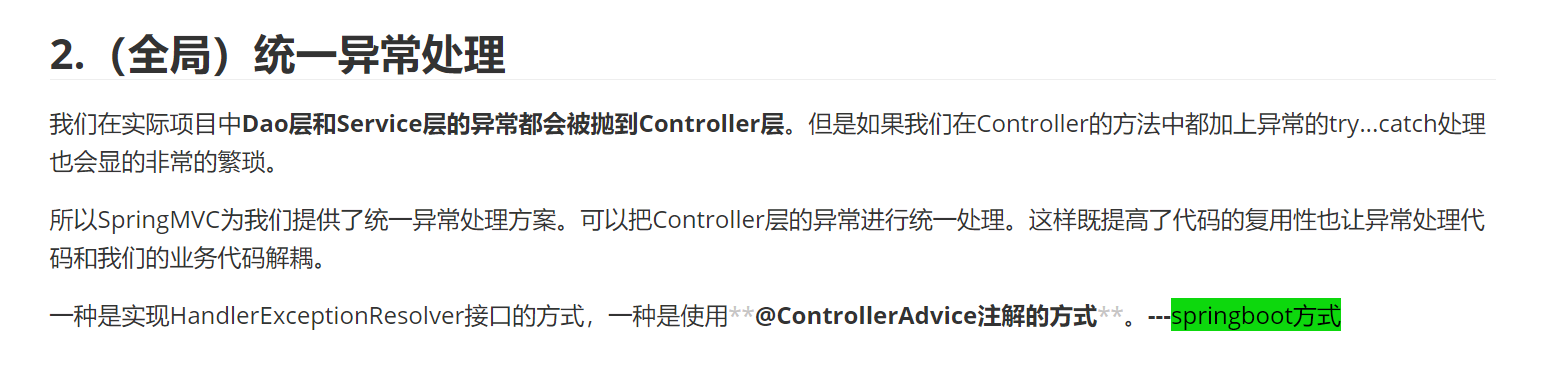 2.（全局）统一异常处理
我们在实际项目中Dao层和Service层的异常都会被抛到Controller层。但是如果我们在Controller的方法中都加上异常的try...catch处理
也会显的非常的繁琐。
所以SpringMVC为我们提供了统一异常处理方案。可以把Controller层的异常进行统一处理。这样既提高了代码的复用性也让异常处理代
码和我们的业务代码解耦。
一种是实现HandlerExceptionResolver接口的方式，一种是使用**@ControllerAdvice注解的方式**。---springboot方式